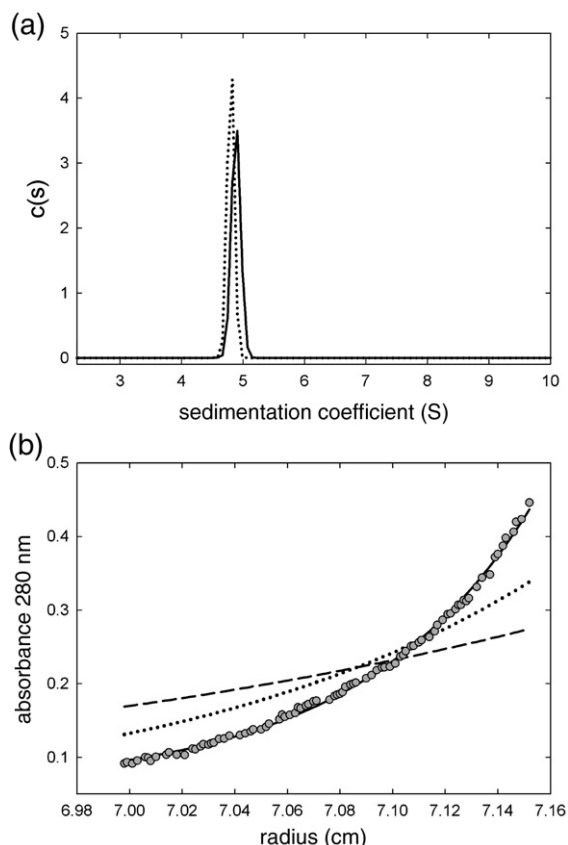 (a)
5
4
3
2
1
0
c(s)
3 4 5 6 7 8 9 10
sedimentation coefficient (S)
(b)
0.5
0.4
0.3
0.2
0.1
absorbance 280 nm
6.98 7.00 7.02 7.04 7.06 7.08 7.10 7.12 7.14 7.16
radius (cm)